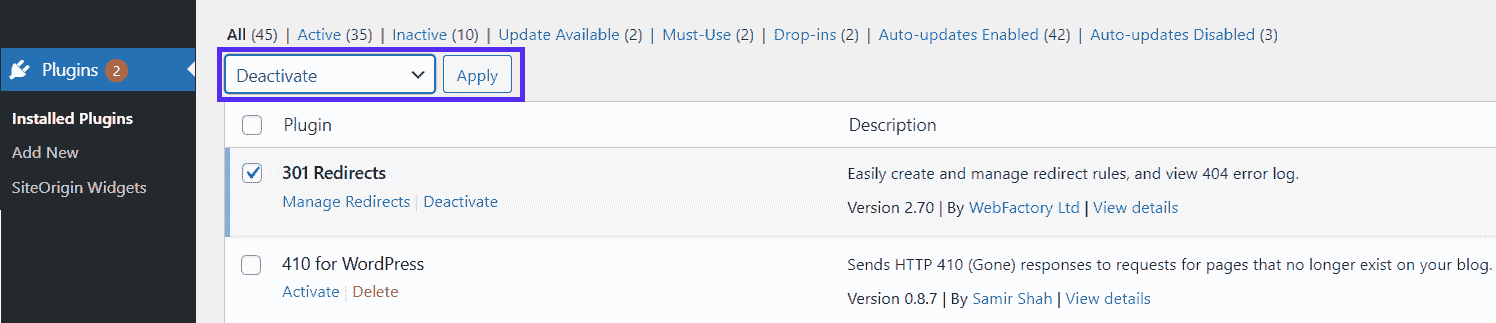 All (45) | Active (35) | Inactive (10) | Update Available (2) | Must-Use (2) | Drop-ins (2) | Auto-updates Enabled (42) | Auto-updates Disabled (3)
Plugins 2
Deactivate Apply
Installed Plugins
Add New
SiteOrigin Widgets
Plugin Description
301 Redirects Easily create and manage redirect rules, and view 404 error log.
Manage Redirects | Deactivate Version 2.70 | By WebFactory Ltd | View details
410 for WordPress Sends HTTP 410 (Gone) responses to requests for pages that no longer exist on your blog.
Activate | Delete Version 0.8.7 | By Samir Shah | View details